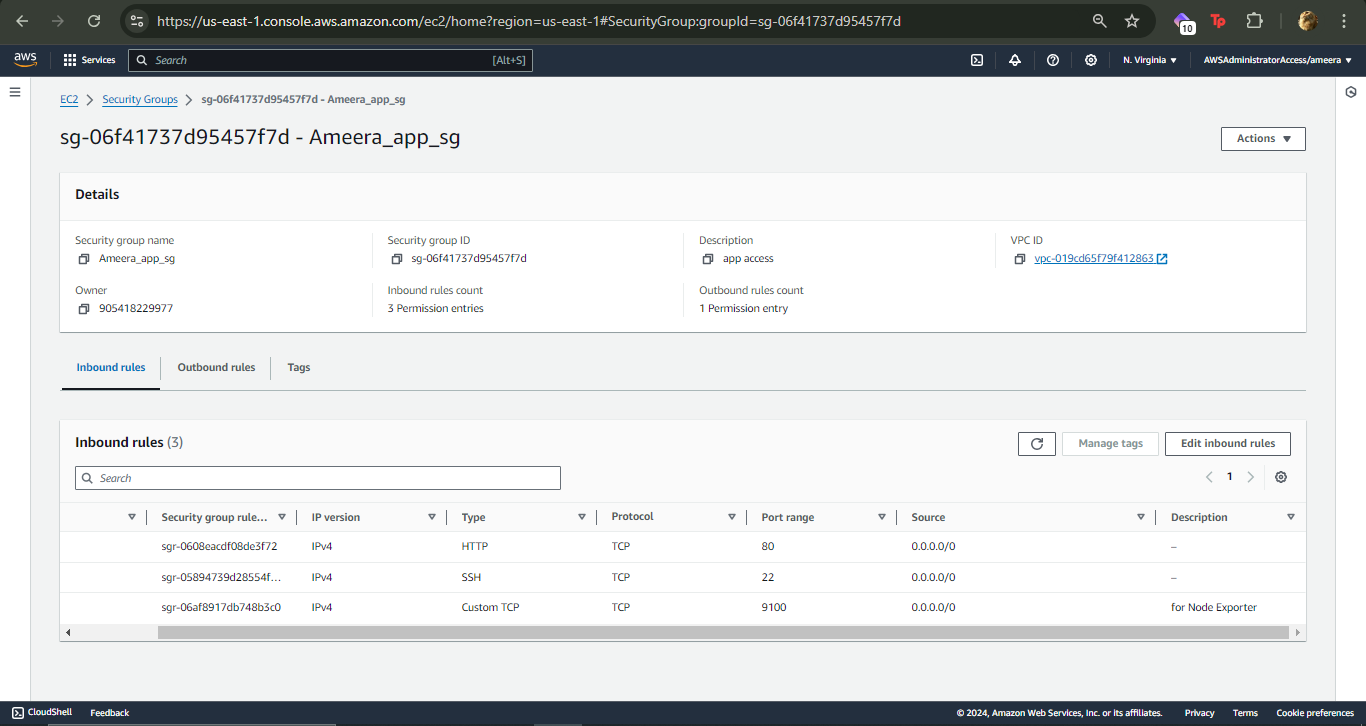 https://us-east-1.console.aws.amazon.com/ec2/home?region=us-east-1#SecurityGroup:groupId=sg-06f41737d95457f7d
10
Tp
aws
Services
Search
[Alt+S]
N. Virginia
AWSAdministratorAccess/ameera
EC2
Security Groups
sg-06f41737d95457f7d - Ameera_app_sg
sg-06f41737d95457f7d - Ameera_app_sg
Actions
Details
Security group name
Ameera_app_sg
Security group ID
sg-06f41737d95457f7d
Description
app access
VPC ID
vpc-019cd65f79f412863
Owner
905418229977
Inbound rules count
3 Permission entries
Outbound rules count
1 Permission entry
Inbound rules
Outbound rules
Tags
Inbound rules (3)
Manage tags
Edit inbound rules
Search
1
Security group rule... IP version Type Protocol Port range Source Description
sgr-0608eacdf08de3f72 IPv4 HTTP TCP 80 0.0.0.0/0 –
sgr-05894739d28554f... IPv4 SSH TCP 22 0.0.0.0/0 –
sgr-06af8917db748b3c0 IPv4 Custom TCP TCP 9100 0.0.0.0/0 for Node Exporter
CloudShell
Feedback
© 2024, Amazon Web Services, Inc. or its affiliates.
Privacy
Terms
Cookie preferences